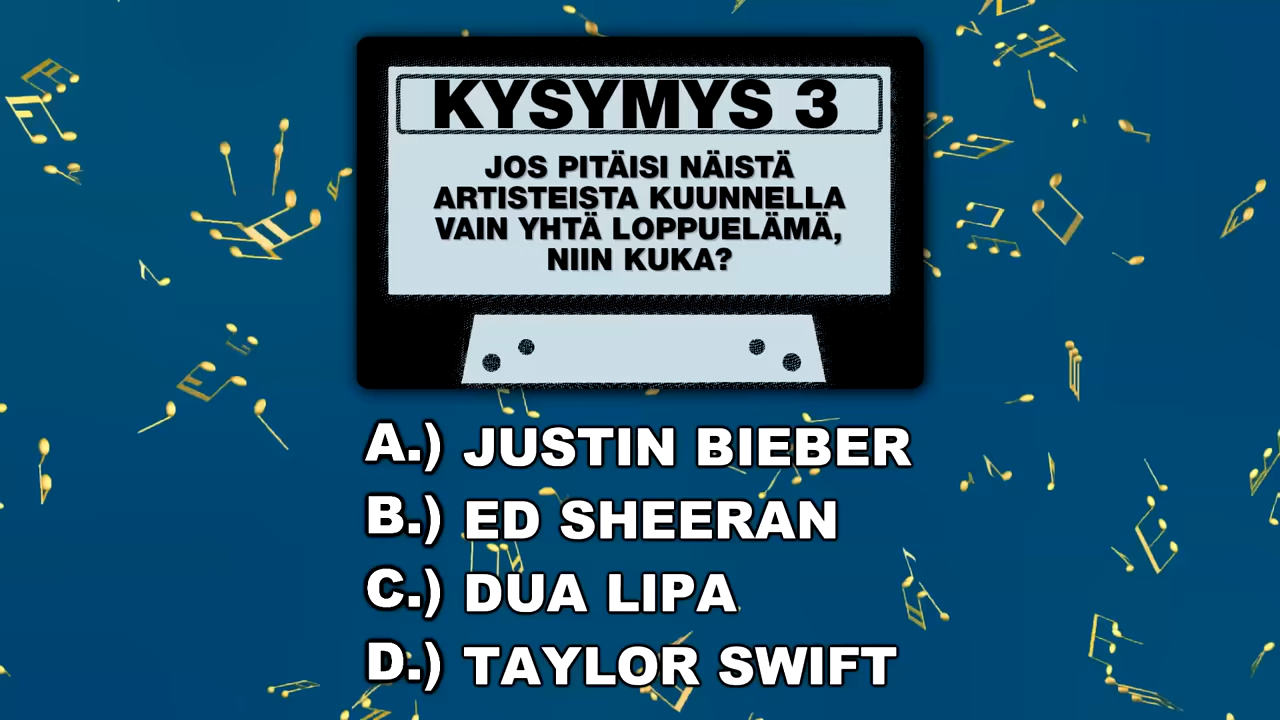 KYSYMYS 3
JOS PITÄISI NÄISTÄ
ARTISTEISTA KUUNNELLA
VAIN YHTÄ LOPPUELÄMÄ,
NIIN KUKA?
A.) JUSTIN BIEBER
B.) ED SHEERAN
C.) DUA LIPA
D.) TAYLOR SWIFT